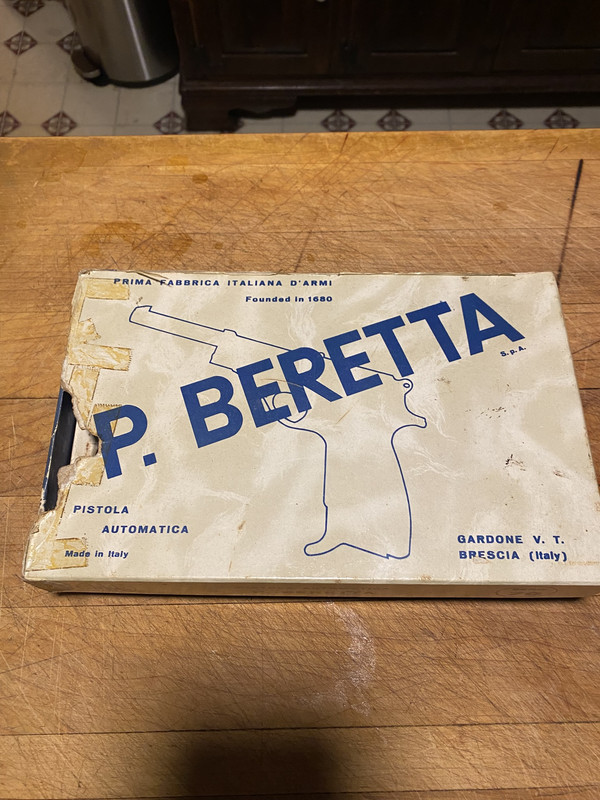 PRIMA FABBRICA ITALIANA D'ARMI
Founded in 1680
P. BERETTA
S.p.A.
PISTOLA
AUTOMATICA
Made in Italy
GARDONE V. T.
BRESCIA (Italy)